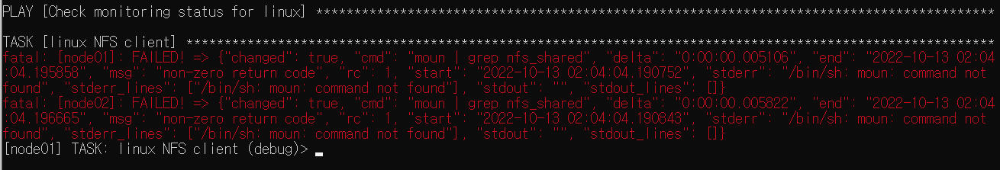 PLAY [Check monitoring status for linux] *****************************************************************************************
TASK [linux NFS client] **********************************************************************************************************
fatal: [node01]: FAILED! => {"changed": true, "cmd": "moun | grep nfs_shared", "delta": "0:00:00.005106", "end": "2022-10-13 02:04
:04.195858", "msg": "non-zero return code", "rc": 1, "start": "2022-10-13 02:04:04.190752", "stderr": "/bin/sh: moun: command not
found", "stderr_lines": ["/bin/sh: moun: command not found"], "stdout": "", "stdout_lines": []}
fatal: [node02]: FAILED! => {"changed": true, "cmd": "moun | grep nfs_shared", "delta": "0:00:00.005822", "end": "2022-10-13 02:04
:04.196665", "msg": "non-zero return code", "rc": 1, "start": "2022-10-13 02:04:04.190843", "stderr": "/bin/sh: moun: command not
found", "stderr_lines": ["/bin/sh: moun: command not found"], "stdout": "", "stdout_lines": []}
[node01] TASK: linux NFS client (debug)>